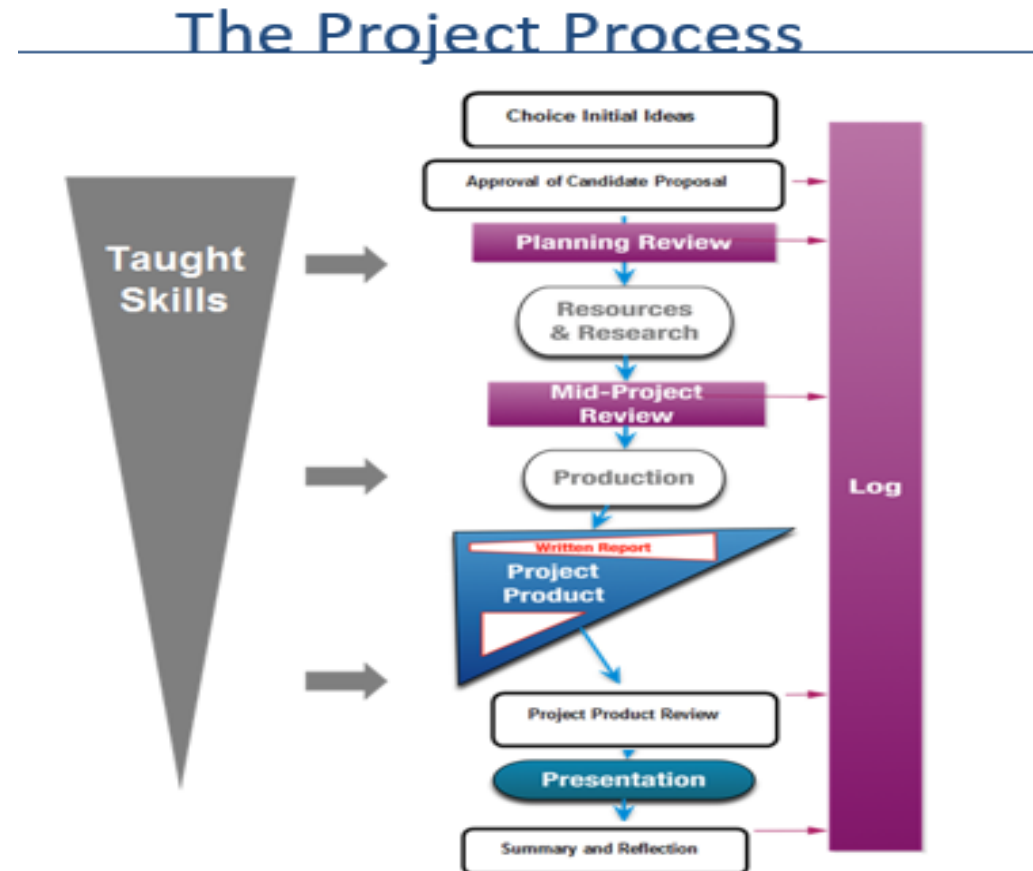 The Project Process
Choice Initial Ideas
Approval of Candidate Proposal
Taught
Skills
Planning Review
Resources
& Research
Mid-Project
Review
Production
Log
Written Report
Project
Product
Project Product Review
Presentation
Summary and Reflection